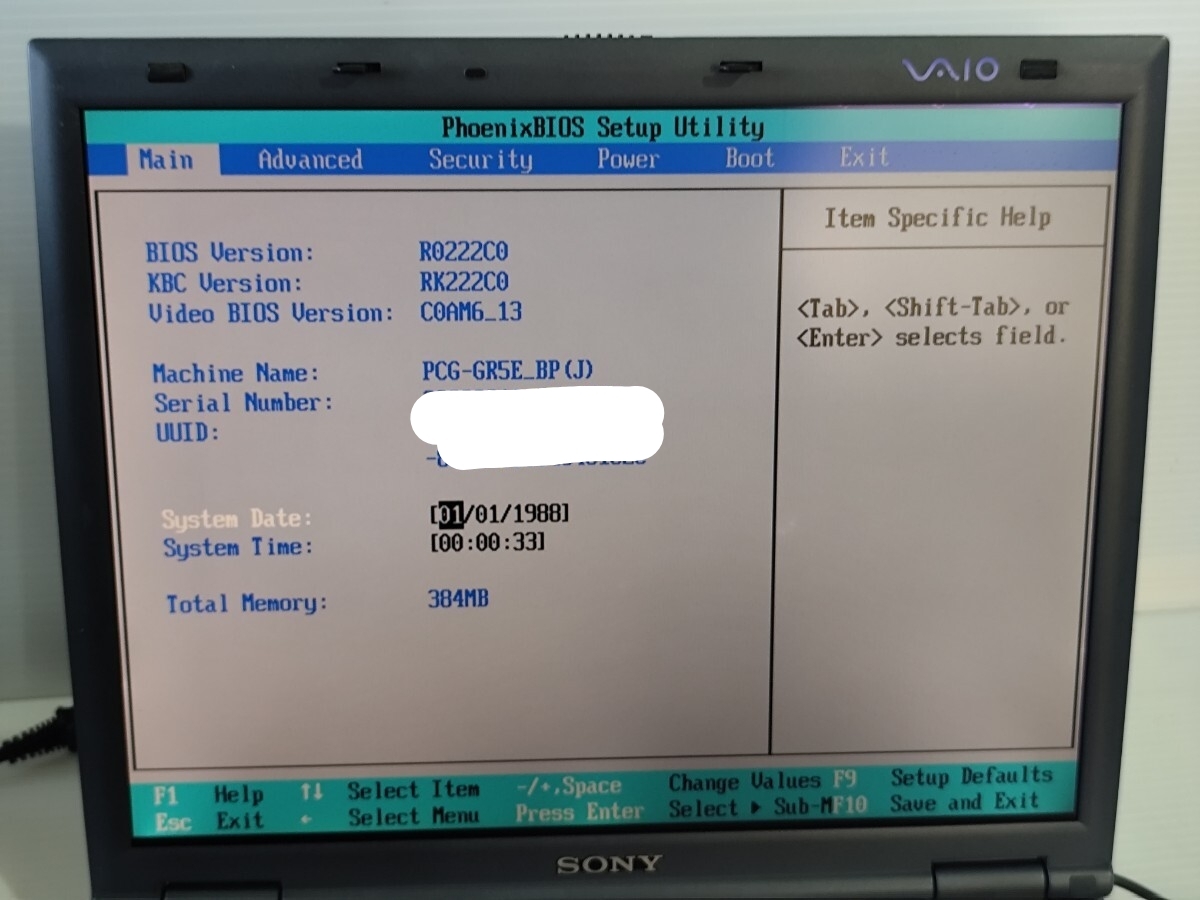 VAIO
PhoenixBIOS Setup Utility
Main Advanced Security Power Boot Exit
Item Specific Help
BIOS Version: R0222C0
KBC Version: RK222C0
Video BIOS Version: C0AM6_13
<Tab>, <Shift-Tab>, or
<Enter> selects field.
Machine Name: PCG-GR5E_BP(J)
Serial Number:
UUID:
System Date: [01/01/1988]
System Time: [00:00:33]
Total Memory: 384MB
F1 Help ↑↓ Select Item -/+,Space Change Values F9 Setup Defaults
Esc Exit ← Select Menu Press Enter Select ▶ Sub-MF10 Save and Exit
SONY